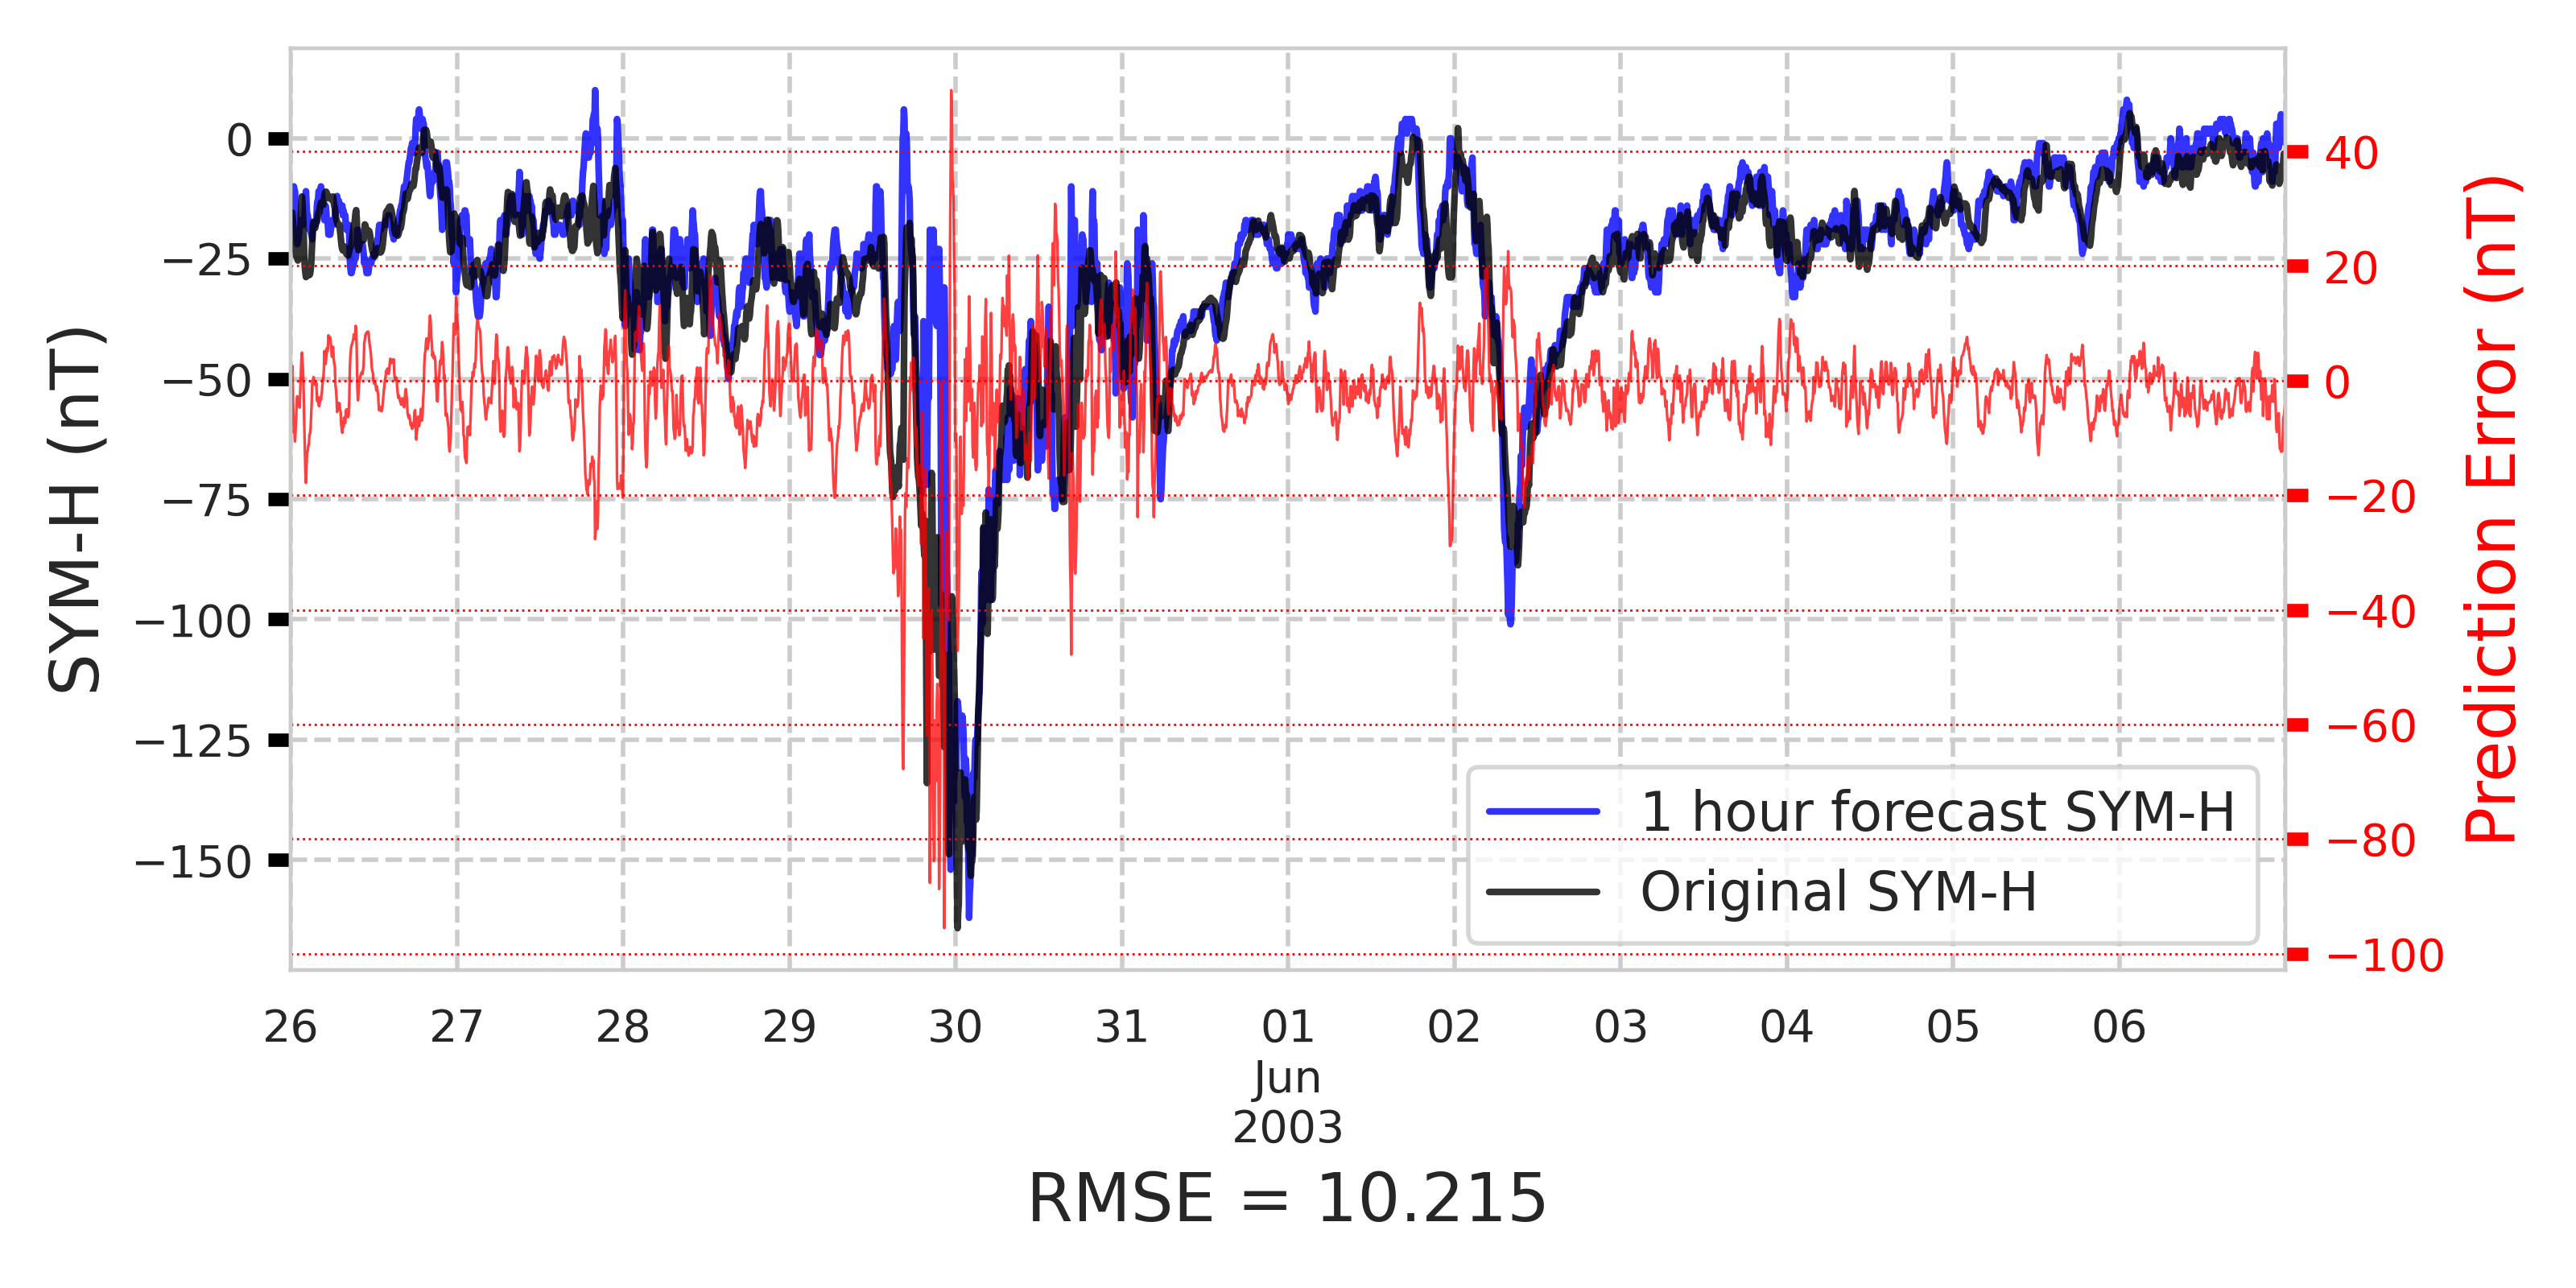 SYM-H (nT)
0
−25
−50
−75
−100
−125
−150
40
20
0
−20
−40
−60
−80
−100
Prediction Error (nT)
1 hour forecast SYM-H
Original SYM-H
26 27 28 29 30 31 01 02 03 04 05 06
Jun
2003
RMSE = 10.215